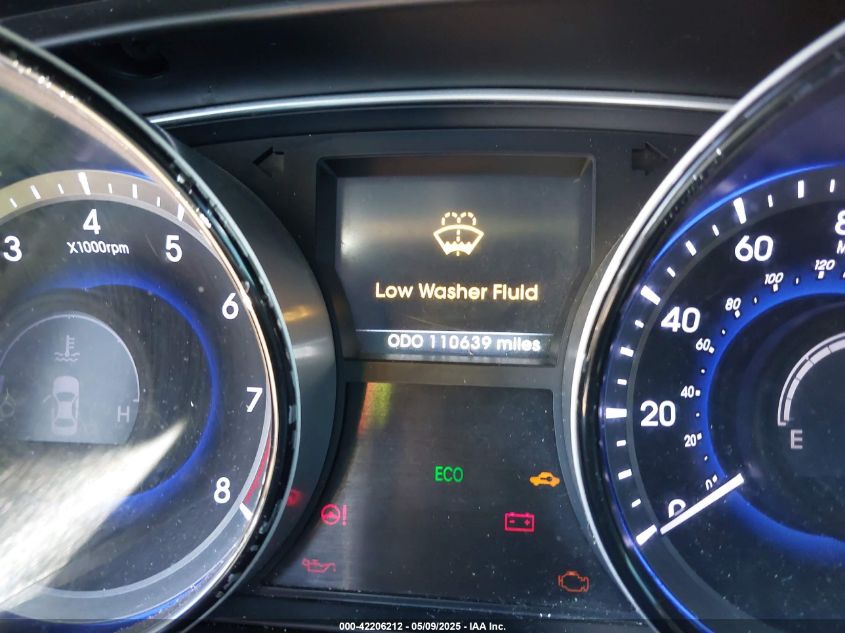 Low Washer Fluid
ODO 110639 miles
3 4 5 6 7 8
X1000rpm
H
ECO
0 20 40 60
0 20 40 60 80 100 120
E
000-42206212 - 05/09/2025 - IAA Inc.